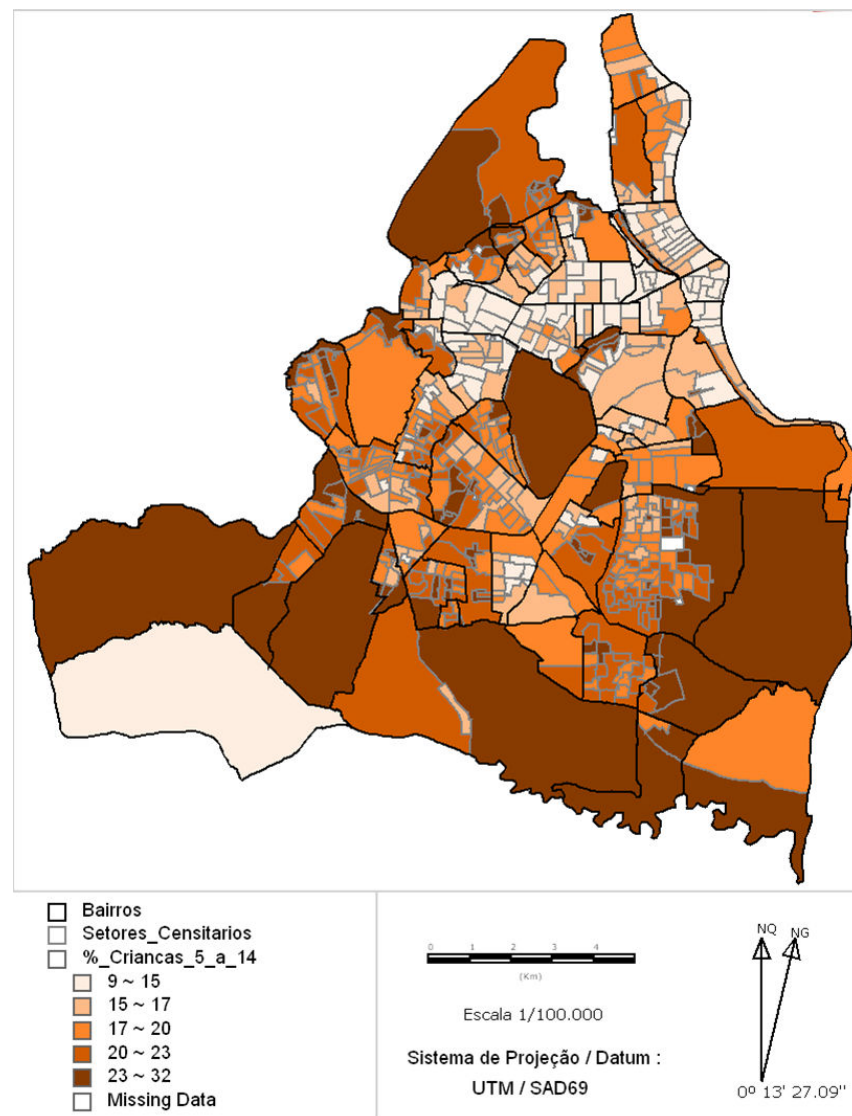 Bairros
Setores_Censitarios
%_Criancas_5_a_14
9 ~ 15
15 ~ 17
17 ~ 20
20 ~ 23
23 ~ 32
Missing Data
0 1 2 3 4
(Km)
Escala 1/100.000
Sistema de Projeção / Datum :
UTM / SAD69
NQ NG
0º 13' 27.09"